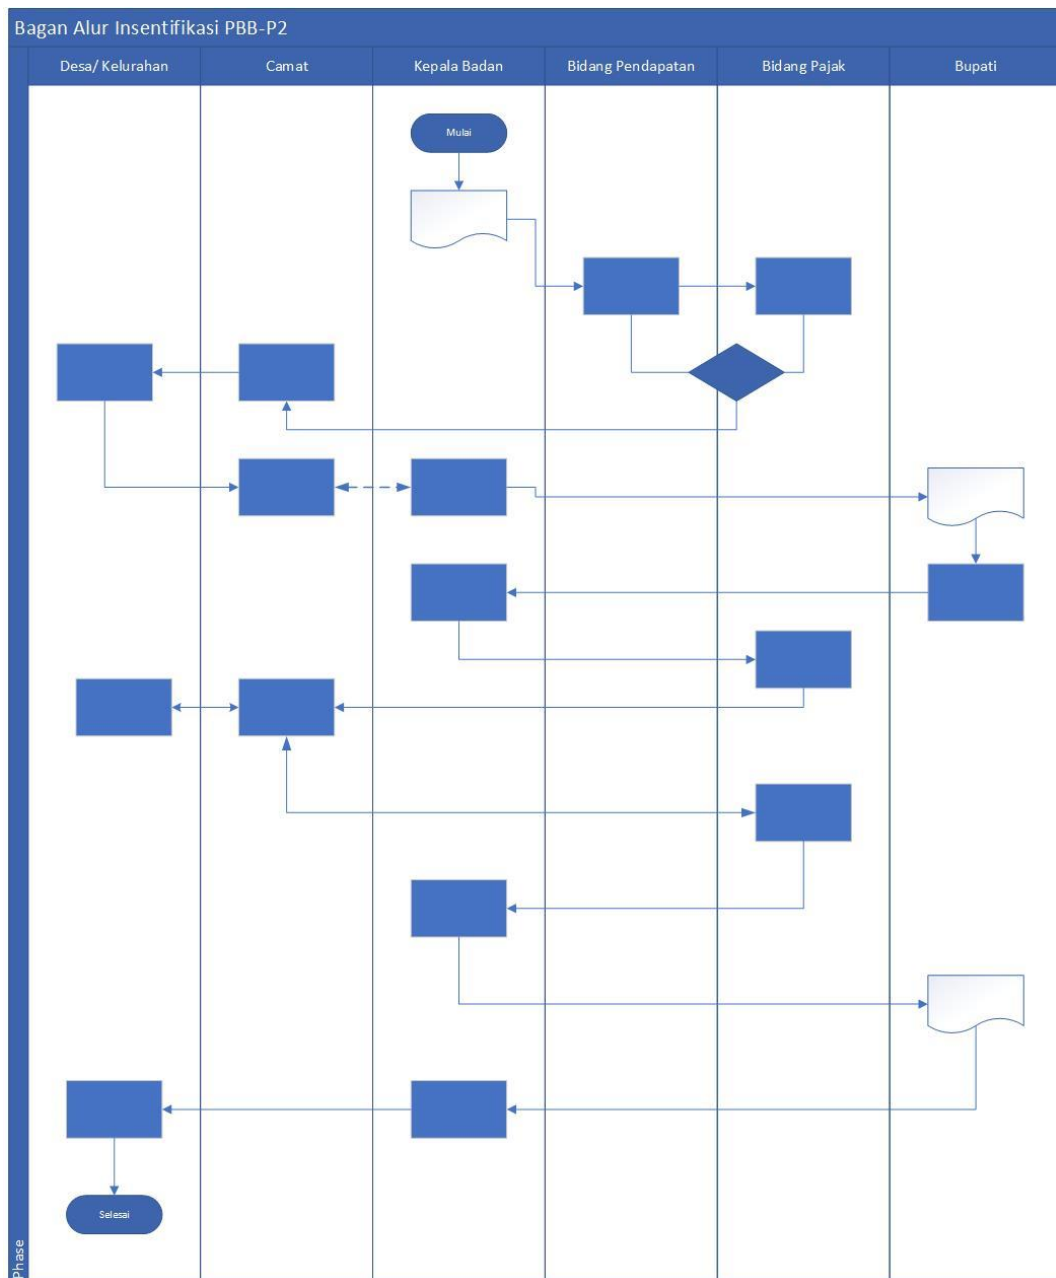 Bagan Alur Insentifikasi PBB-P2
Desa/ Kelurahan
Camat
Kepala Badan
Bidang Pendapatan
Bidang Pajak
Bupati
Mulai
Selesai
Phase